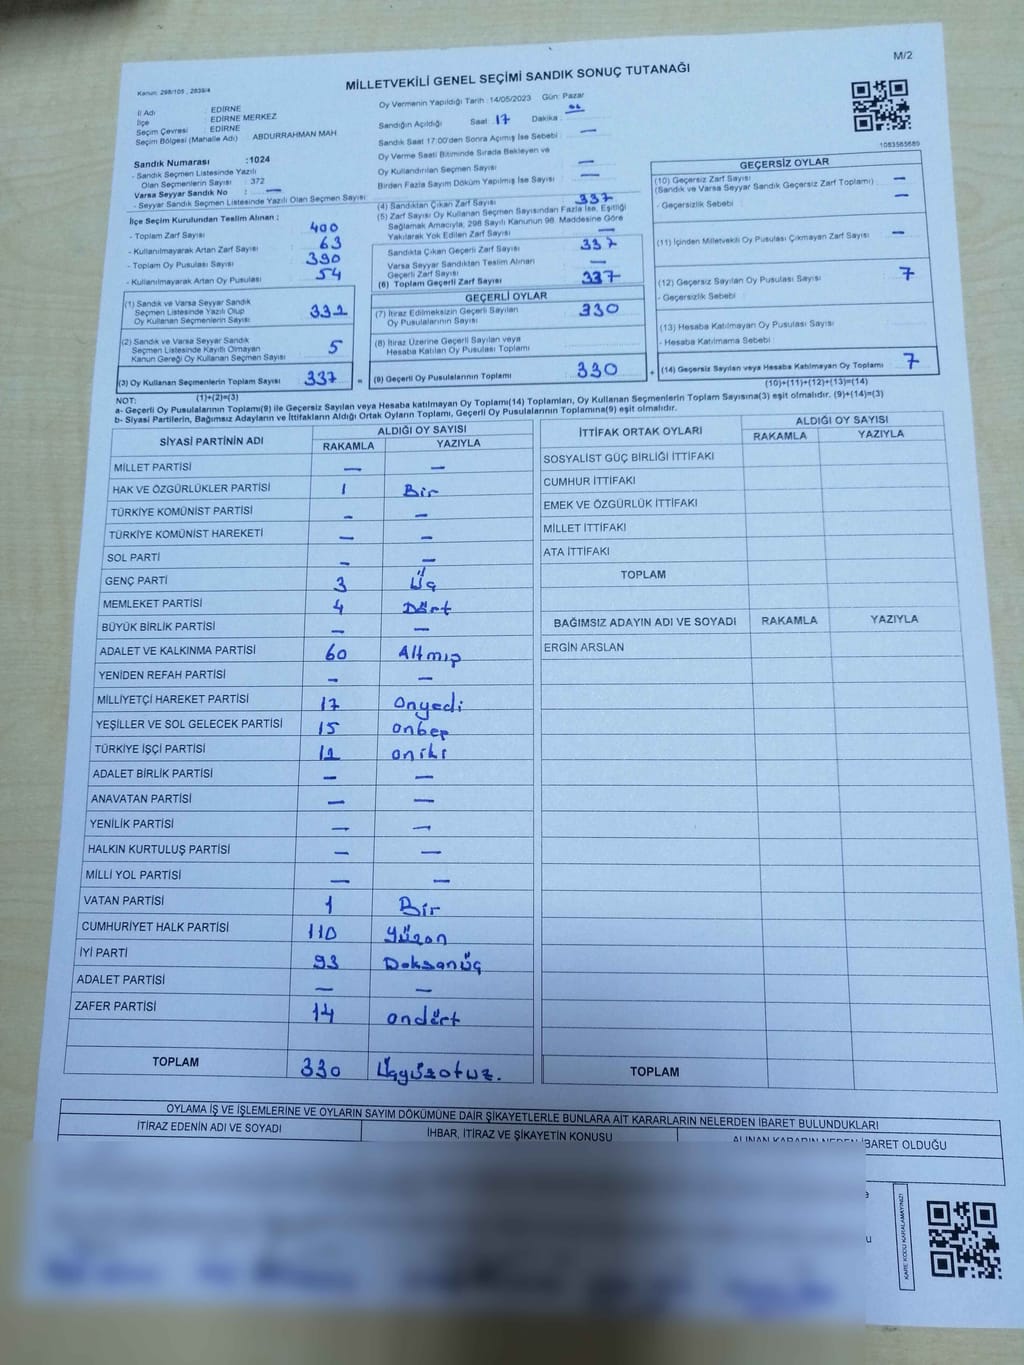 M/2
Kanun: 298/105 , 2839/4
MİLLETVEKİLİ GENEL SEÇİMİ SANDIK SONUÇ TUTANAĞI
İl Adı : EDİRNE
İlçe : EDİRNE MERKEZ
Seçim Çevresi : EDİRNE
Seçim Bölgesi (Mahalle Adı) : ABDURRAHMAN MAH
Sandık Numarası :1024
- Sandık Seçmen Listesinde Yazılı
Olan Seçmenlerin Sayısı : 372
Varsa Seyyar Sandık No : —
- Seyyar Sandık Seçmen Listesinde Yazılı Olan Seçmen Sayısı
İlçe Seçim Kurulundan Teslim Alınan ;
- Toplam Zarf Sayısı : 400
- Kullanılmayarak Artan Zarf Sayısı : 63
- Toplam Oy Pusulası Sayısı : 390
- Kullanılmayarak Artan Oy Pusulası : 54
(1) Sandık ve Varsa Seyyar Sandık
Seçmen Listesinde Yazılı Olup
Oy Kullanan Seçmenlerin Sayısı 332
(2) Sandık ve Varsa Seyyar Sandık
Seçmen Listesinde Kayıtlı Olmayan
Kanun Gereği Oy Kullanan Seçmen Sayısı 5
(3) Oy Kullanan Seçmenlerin Toplam Sayısı 337 =
(1)+(2)=(3)
Oy Vermenin Yapıldığı Tarih :14/05/2023 Gün: Pazar
Sandığın Açıldığı Saat : 17 Dakika :
Sandık Saat 17:00'den Sonra Açmış İse Sebebi : —
Oy Verme Saati Bitiminde Sırada Bekleyen ve
Oy Kullandırılan Seçmen Sayısı : —
Birden Fazla Sayım Döküm Yapılmış İse Sayısı : —
(4) Sandıktan Çıkan Zarf Sayısı 337
(5) Zarf Sayısı Oy Kullanan Seçmen Sayısından Fazla İse, Eşitliği
Sağlamak Amacıyla, 298 Sayılı Kanunun 98. Maddesine Göre
Yakılarak Yok Edilen Zarf Sayısı —
Sandıkta Çıkan Geçerli Zarf Sayısı 337
Varsa Seyyar Sandıktan Teslim Alınan
Geçerli Zarf Sayısı —
(6) Toplam Geçerli Zarf Sayısı 337
GEÇERLİ OYLAR
(7) İtiraz Edilmeksizin Geçerli Sayılan
Oy Pusulalarının Sayısı 330
(8) İtiraz Üzerine Geçerli Sayılan veya
Hesaba Katılan Oy Pusulası Toplamı
(9) Geçerli Oy Pusulalarının Toplamı 330 +
1083585689
GEÇERSİZ OYLAR
(10) Geçersiz Zarf Sayısı —
(Sandık ve Varsa Seyyar Sandık Geçersiz Zarf Toplamı)
- Geçersizlik Sebebi : —
(11) İçinden Milletvekili Oy Pusulası Çıkmayan Zarf Sayısı —
(12) Geçersiz Sayılan Oy Pusulası Sayısı 7
- Geçersizlik Sebebi :
(13) Hesaba Katılmayan Oy Pusulası Sayısı
- Hesaba Katılmama Sebebi :
(14) Geçersiz Sayılan veya Hesaba Katılmayan Oy Toplamı 7
(10)+(11)+(12)+(13)=(14)
NOT:
a- Geçerli Oy Pusulalarının Toplamı(9) ile Geçersiz Sayılan veya Hesaba Katılmayan Oy Toplamı(14) Toplamları, Oy Kullanan Seçmenlerin Toplam Sayısına(3) eşit olmalıdır. (9)+(14)=(3)
b- Siyasi Partilerin, Bağımsız Adayların ve İttifakların Aldığı Ortak Oyların Toplamı, Geçerli Oy Pusulalarının Toplamına(9) eşit olmalıdır.
SİYASİ PARTİNİN ADI ALDIĞI OY SAYISI
RAKAMLA YAZIYLA
MİLLET PARTİSİ — —
HAK VE ÖZGÜRLÜKLER PARTİSİ 1 Bir
TÜRKİYE KOMÜNİST PARTİSİ — —
TÜRKİYE KOMÜNİST HAREKETİ — —
SOL PARTİ — —
GENÇ PARTİ 3 Üç
MEMLEKET PARTİSİ 4 Dört
BÜYÜK BİRLİK PARTİSİ — —
ADALET VE KALKINMA PARTİSİ 60 Altmış
YENİDEN REFAH PARTİSİ — —
MİLLİYETÇİ HAREKET PARTİSİ 17 Onyedi
YEŞİLLER VE SOL GELECEK PARTİSİ 15 onbeş
TÜRKİYE İŞÇİ PARTİSİ 12 oniki
ADALET BİRLİK PARTİSİ — —
ANAVATAN PARTİSİ — —
YENİLİK PARTİSİ — —
HALKIN KURTULUŞ PARTİSİ — —
MİLLİ YOL PARTİSİ — —
VATAN PARTİSİ 1 Bir
CUMHURİYET HALK PARTİSİ 110 Yüzon
İYİ PARTİ 93 Doksanüç
ADALET PARTİSİ — —
ZAFER PARTİSİ 14 ondört
TOPLAM 330 Üçyüzotuz.
İTTİFAK ORTAK OYLARI ALDIĞI OY SAYISI
RAKAMLA YAZIYLA
SOSYALİST GÜÇ BİRLİĞİ İTTİFAKI
CUMHUR İTTİFAKI
EMEK VE ÖZGÜRLÜK İTTİFAKI
MİLLET İTTİFAKI
ATA İTTİFAKI
TOPLAM
BAĞIMSIZ ADAYIN ADI VE SOYADI RAKAMLA YAZIYLA
ERGİN ARSLAN
TOPLAM
OYLAMA İŞ VE İŞLEMLERİNE VE OYLARIN SAYIM DÖKÜMÜNE DAİR ŞİKAYETLERLE BUNLARA AİT KARARLARIN NELERDEN İBARET BULUNDUKLARI
İTİRAZ EDENİN ADI VE SOYADI İHBAR, İTİRAZ VE ŞİKAYETİN KONUSU ALINAN KARARIN NEDEN İBARET OLDUĞU
KARE KODU KARALAMAYINIZ!